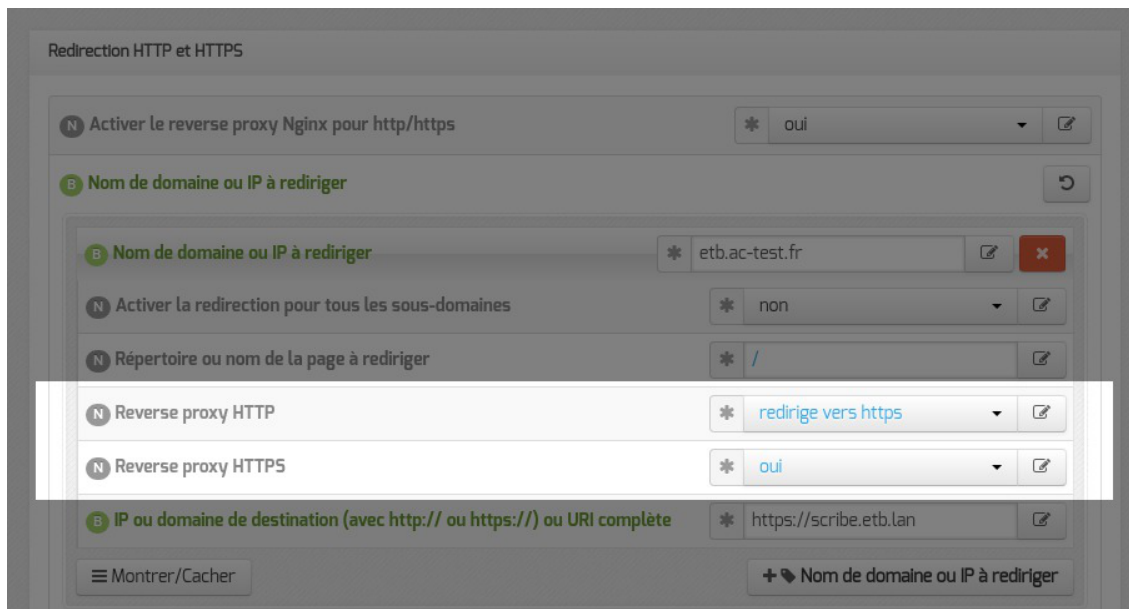 Redirection HTTP et HTTPS
N Activer le reverse proxy Nginx pour http/https oui
B Nom de domaine ou IP à rediriger
B Nom de domaine ou IP à rediriger etb.ac-test.fr
N Activer la redirection pour tous les sous-domaines non
N Répertoire ou nom de la page à rediriger /
N Reverse proxy HTTP redirige vers https
N Reverse proxy HTTPS oui
B IP ou domaine de destination (avec http:// ou https://) ou URI complète https://scribe.etb.lan
Montrer/Cacher Nom de domaine ou IP à rediriger